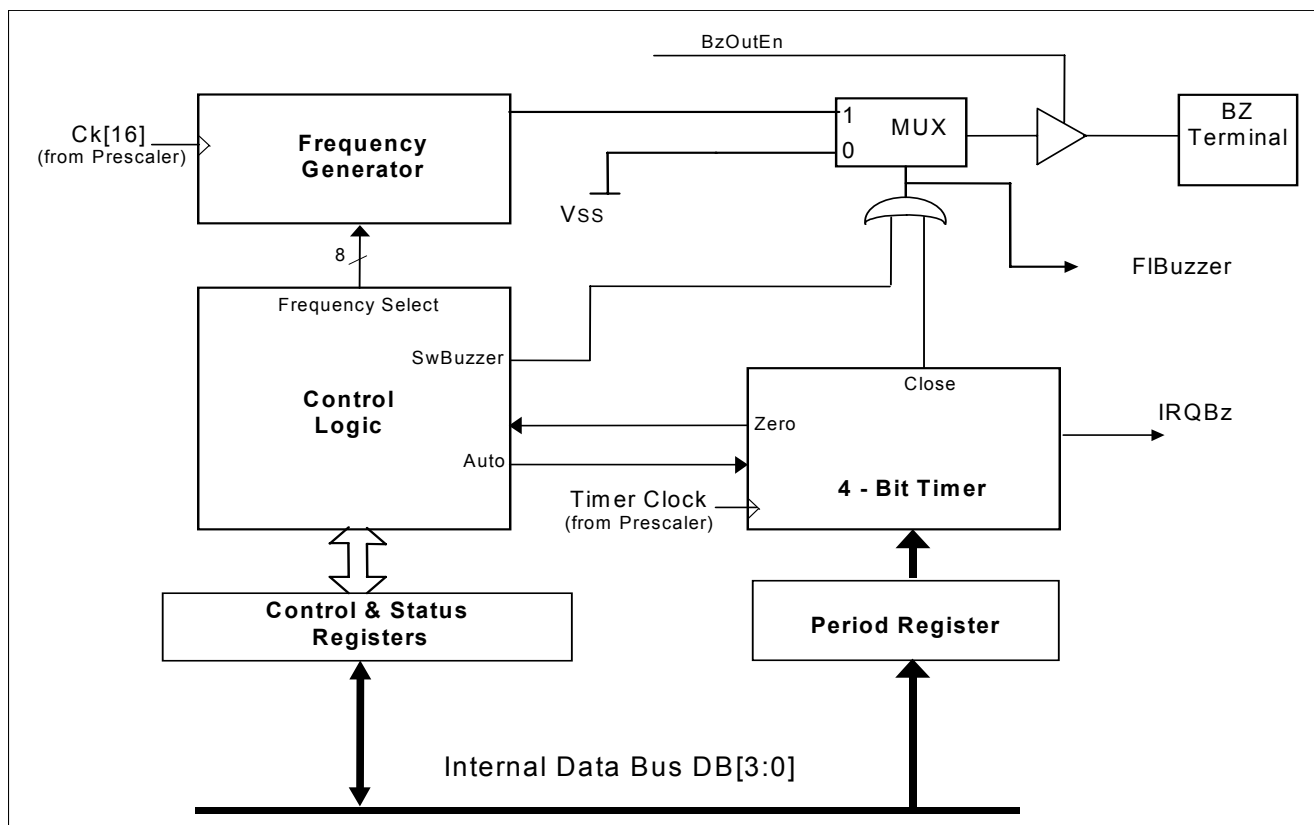 BzOutEn
Ck[16]
(from Prescaler)
Frequency
Generator
1
MUX
0
BZ
Terminal
Vss
8
FlBuzzer
Frequency Select
SwBuzzer
Control
Logic
Auto
Close
Zero
IRQBz
4 - Bit Timer
Timer Clock
(from Prescaler)
Control & Status
Registers
Period Register
Internal Data Bus DB[3:0]